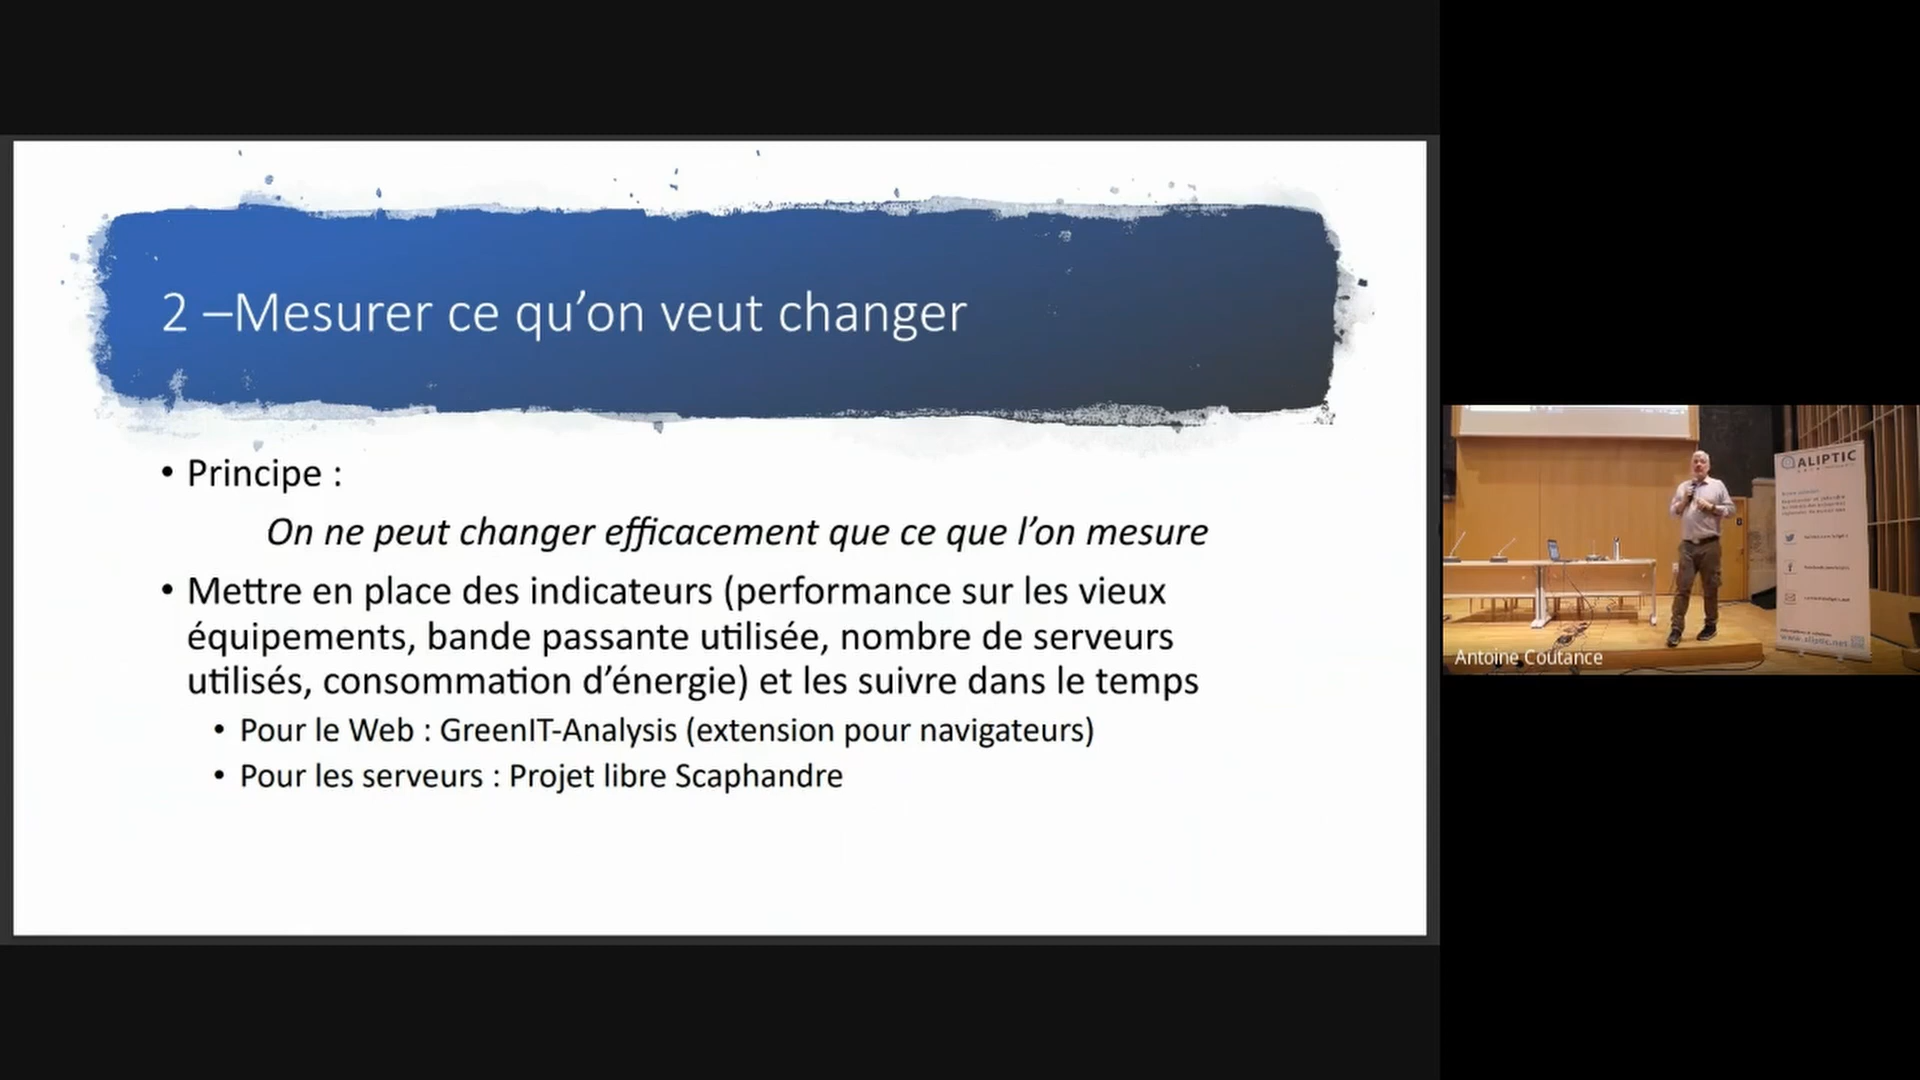 2 –Mesurer ce qu’on veut changer
• Principe :
On ne peut changer efficacement que ce que l’on mesure
• Mettre en place des indicateurs (performance sur les vieux
équipements, bande passante utilisée, nombre de serveurs
utilisés, consommation d’énergie) et les suivre dans le temps
• Pour le Web : GreenIT-Analysis (extension pour navigateurs)
• Pour les serveurs : Projet libre Scaphandre
ALIPTIC
www.aliptic.net
Antoine Coutance